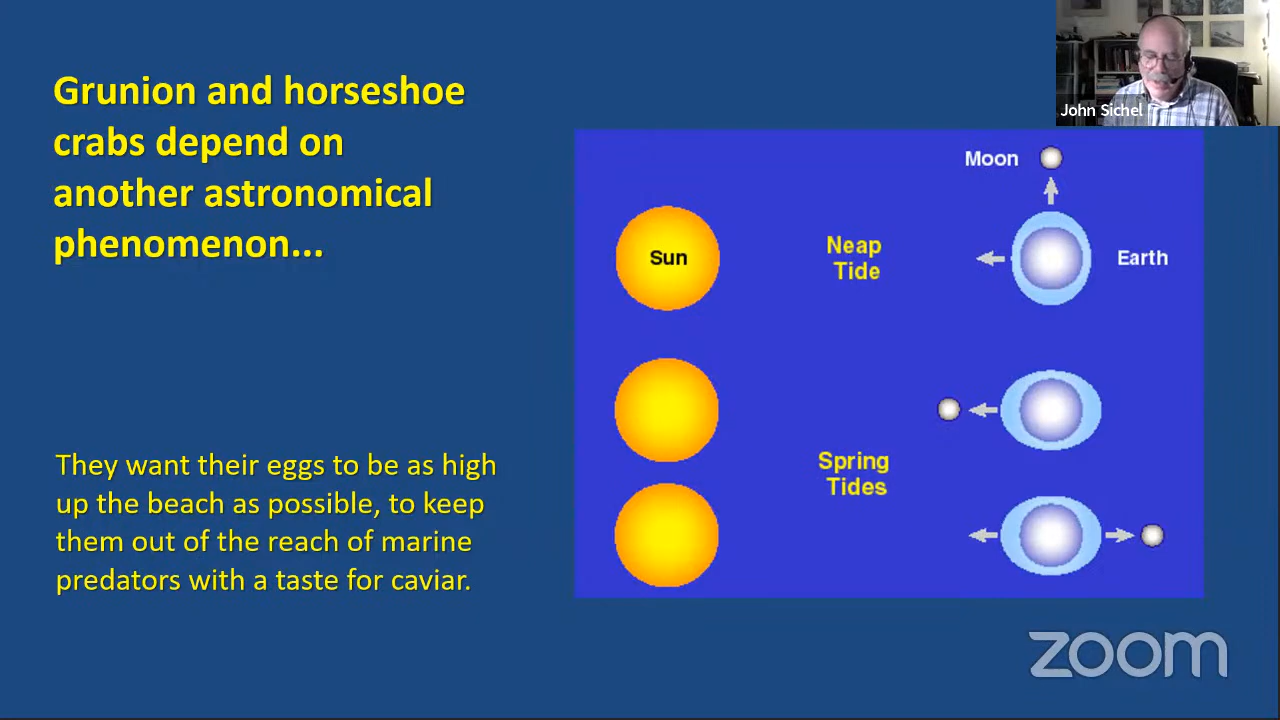 Grunion and horseshoe
crabs depend on
another astronomical
phenomenon...
They want their eggs to be as high
up the beach as possible, to keep
them out of the reach of marine
predators with a taste for caviar.
John Sichel
Moon
Sun
Neap
Tide
Earth
Spring
Tides
zoom